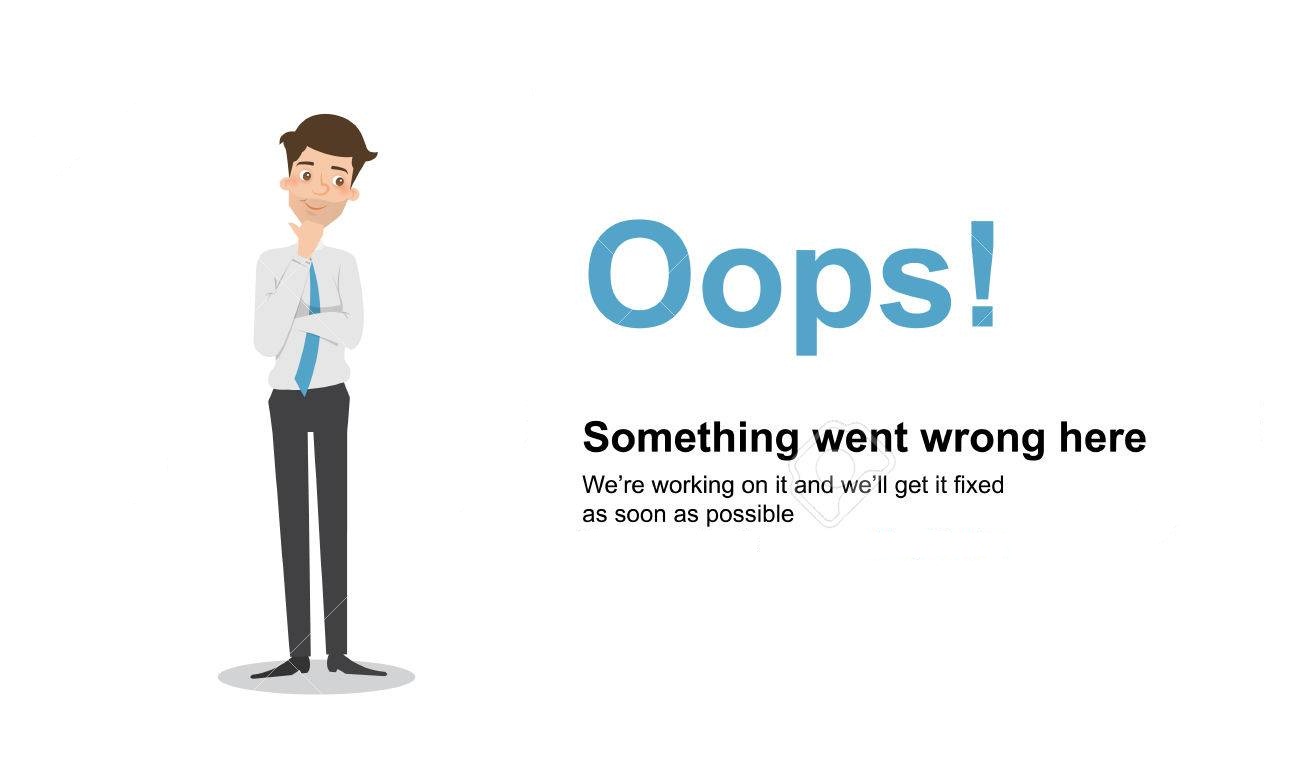 Oops!
Something went wrong here
We’re working on it and we’ll get it fixed
as soon as possible